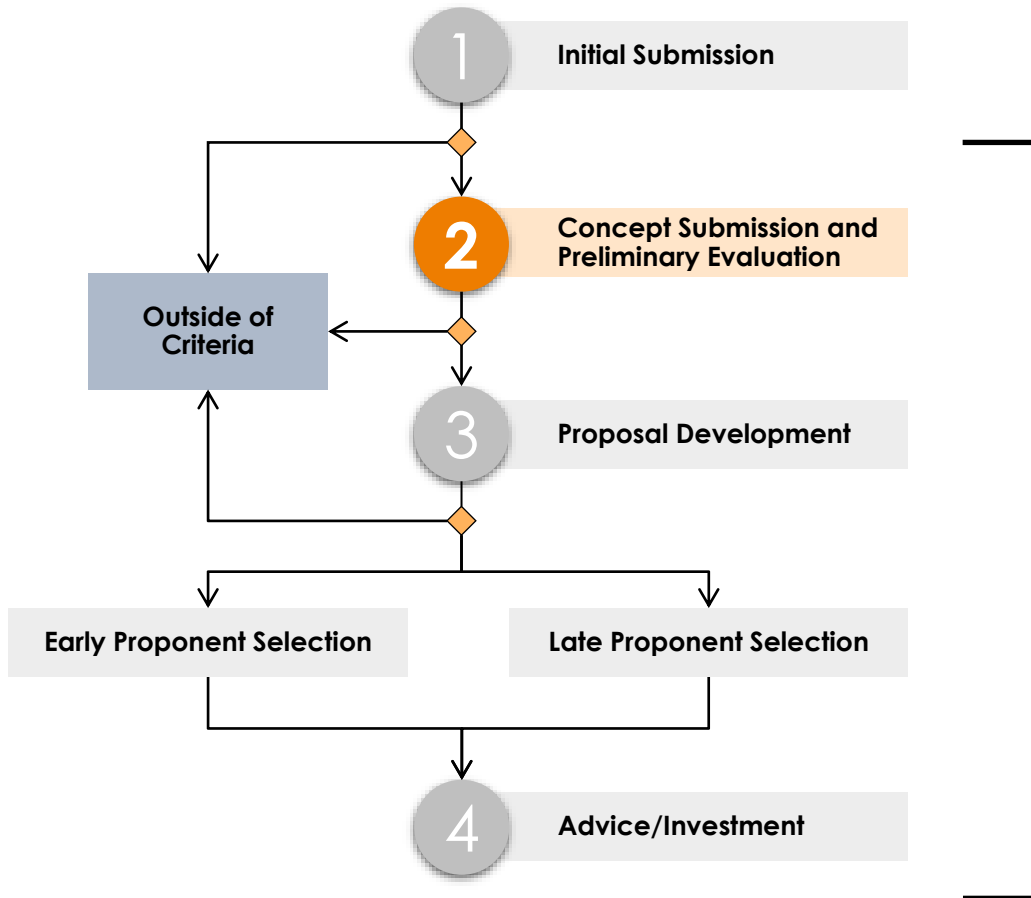 1
Initial Submission
2
Concept Submission and
Preliminary Evaluation
Outside of
Criteria
3
Proposal Development
Early Proponent Selection
Late Proponent Selection
4
Advice/Investment